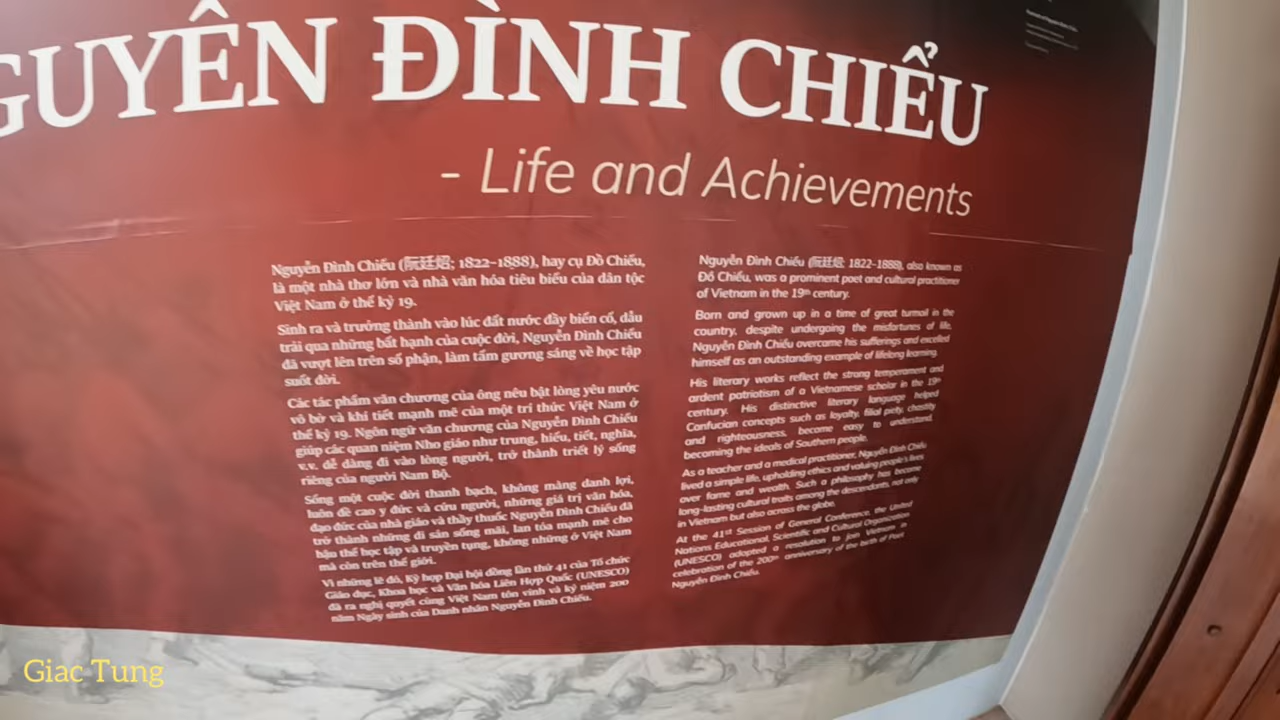 GUYỄN ĐÌNH CHIỂU
- Life and Achievements
Nguyễn Đình Chiểu (阮廷炤; 1822-1888), hay cụ Đồ Chiểu,
là một nhà thơ lớn và nhà văn hóa tiêu biểu của dân tộc
Việt Nam ở thế kỷ 19.
Sinh ra và trưởng thành vào lúc đất nước đầy biến cố, dẫu
trải qua những bất hạnh của cuộc đời, Nguyễn Đình Chiểu
đã vượt lên trên số phận, làm tấm gương sáng về học tập
suốt đời.
Các tác phẩm văn chương của ông nêu bật lòng yêu nước
vô bờ và khí tiết mạnh mẽ của một trí thức Việt Nam ở
thế kỷ 19. Ngôn ngữ văn chương của Nguyễn Đình Chiểu
giúp các quan niệm Nho giáo như trung, hiếu, tiết, nghĩa,
v.v. dễ dàng đi vào lòng người, trở thành triết lý sống
riêng của người Nam Bộ.
Sống một cuộc đời thanh bạch, không màng danh lợi,
luôn đề cao y đức và cứu người, những giá trị văn hóa,
đạo đức của nhà giáo và thầy thuốc Nguyễn Đình Chiểu đã
trở thành những di sản sống mãi, lan tỏa mạnh mẽ cho
hậu thế học tập và truyền tụng, không những ở Việt Nam
mà còn trên thế giới.
Vì những lẽ đó, Kỳ họp Đại hội đồng lần thứ 41 của Tổ chức
Giáo dục, Khoa học và Văn hóa Liên Hợp Quốc (UNESCO)
đã ra nghị quyết cùng Việt Nam tôn vinh và kỷ niệm 200
năm Ngày sinh của Danh nhân Nguyễn Đình Chiểu.
Nguyễn Đình Chiểu (阮廷炤; 1822-1888), also known as
Đồ Chiểu, was a prominent poet and cultural practitioner
of Vietnam in the 19th century.
Born and grown up in a time of great turmoil in the
country, despite undergoing the misfortunes of life,
Nguyễn Đình Chiểu overcame his sufferings and excelled
himself as an outstanding example of lifelong learning.
His literary works reflect the strong temperament and
ardent patriotism of a Vietnamese scholar in the 19th
century. His distinctive literary language helped
Confucian concepts such as loyalty, filial piety, chastity
and righteousness, become easy to understand,
becoming the ideals of Southern people.
As a teacher and a medical practitioner, Nguyễn Đình Chiểu
lived a simple life, upholding ethics and valuing people's lives
over fame and wealth. Such a philosophy has become
long-lasting cultural traits among the descendants, not only
in Vietnam but also across the globe.
At the 41st Session of General Conference, the United
Nations Educational, Scientific and Cultural Organization
(UNESCO) adopted a resolution to join Vietnam in
celebration of the 200th anniversary of the birth of Poet
Nguyễn Đình Chiểu.
Giac Tung